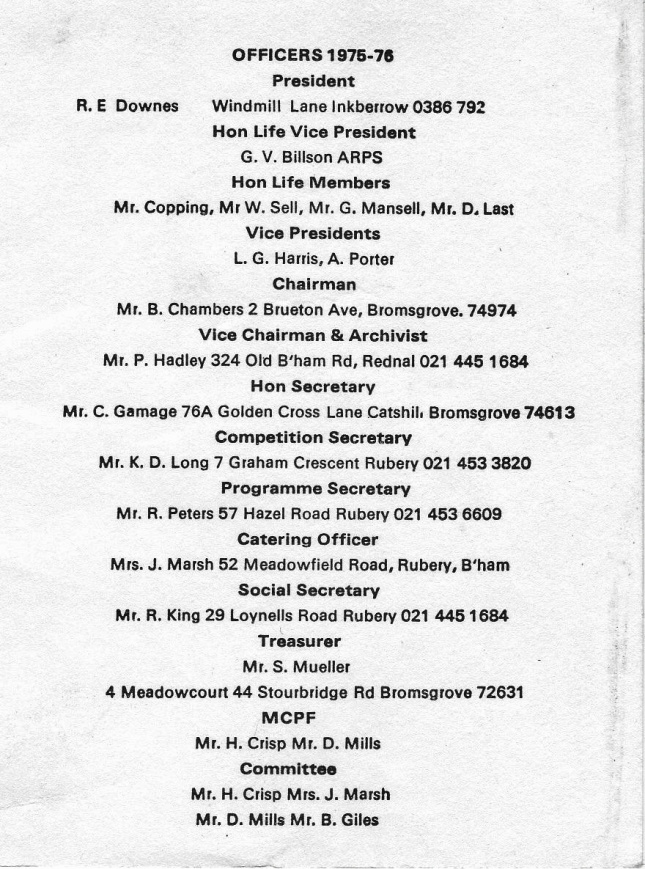 OFFICERS 1975-76
President
R. E Downes Windmill Lane Inkberrow 0386 792
Hon Life Vice President
G. V. Billson ARPS
Hon Life Members
Mr. Copping, Mr W. Sell, Mr. G. Mansell, Mr. D. Last
Vice Presidents
L. G. Harris, A. Porter
Chairman
Mr. B. Chambers 2 Brueton Ave, Bromsgrove. 74974
Vice Chairman & Archivist
Mr. P. Hadley 324 Old B'ham Rd, Rednal 021 445 1684
Hon Secretary
Mr. C. Gamage 76A Golden Cross Lane Catshil. Bromsgrove 74613
Competition Secretary
Mr. K. D. Long 7 Graham Crescent Rubery 021 453 3820
Programme Secretary
Mr. R. Peters 57 Hazel Road Rubery 021 453 6609
Catering Officer
Mrs. J. Marsh 52 Meadowfield Road, Rubery, B'ham
Social Secretary
Mr. R. King 29 Loynells Road Rubery 021 445 1684
Treasurer
Mr. S. Mueller
4 Meadowcourt 44 Stourbridge Rd Bromsgrove 72631
MCPF
Mr. H. Crisp Mr. D. Mills
Committee
Mr. H. Crisp Mrs. J. Marsh
Mr. D. Mills Mr. B. Giles